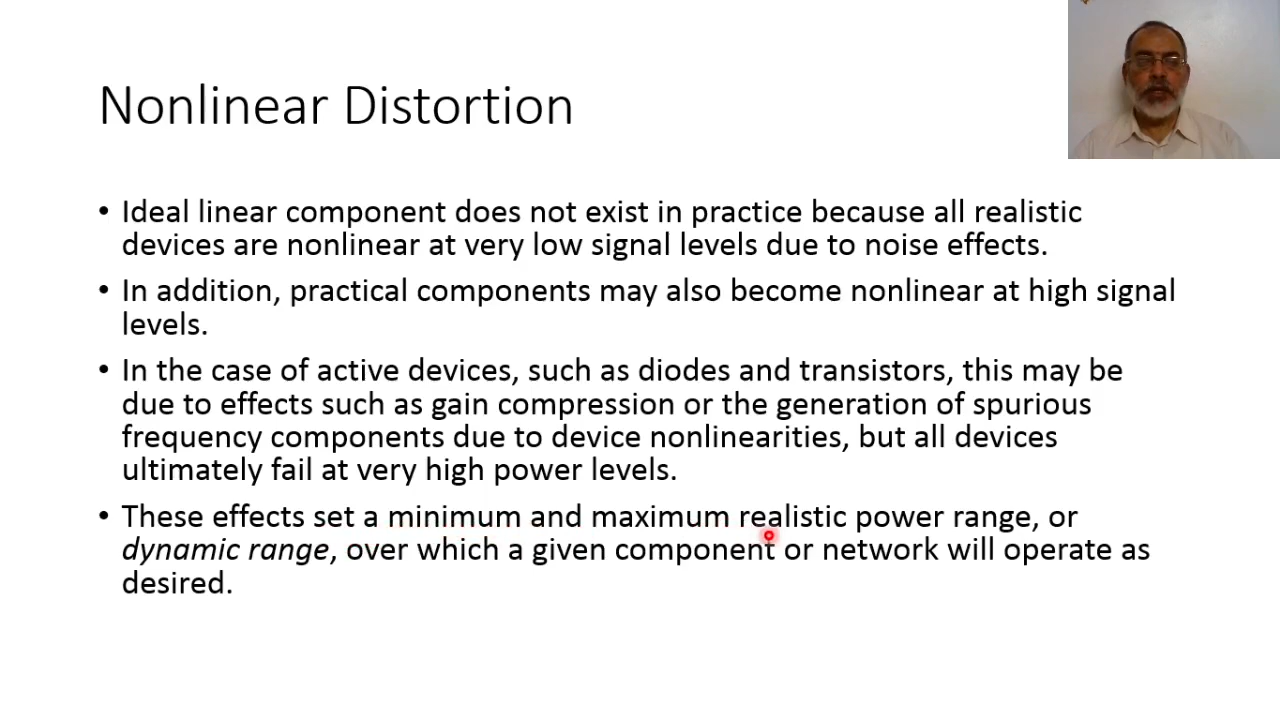 Nonlinear Distortion
• Ideal linear component does not exist in practice because all realistic
devices are nonlinear at very low signal levels due to noise effects.
• In addition, practical components may also become nonlinear at high signal
levels.
• In the case of active devices, such as diodes and transistors, this may be
due to effects such as gain compression or the generation of spurious
frequency components due to device nonlinearities, but all devices
ultimately fail at very high power levels.
• These effects set a minimum and maximum realistic power range, or
dynamic range, over which a given component or network will operate as
desired.